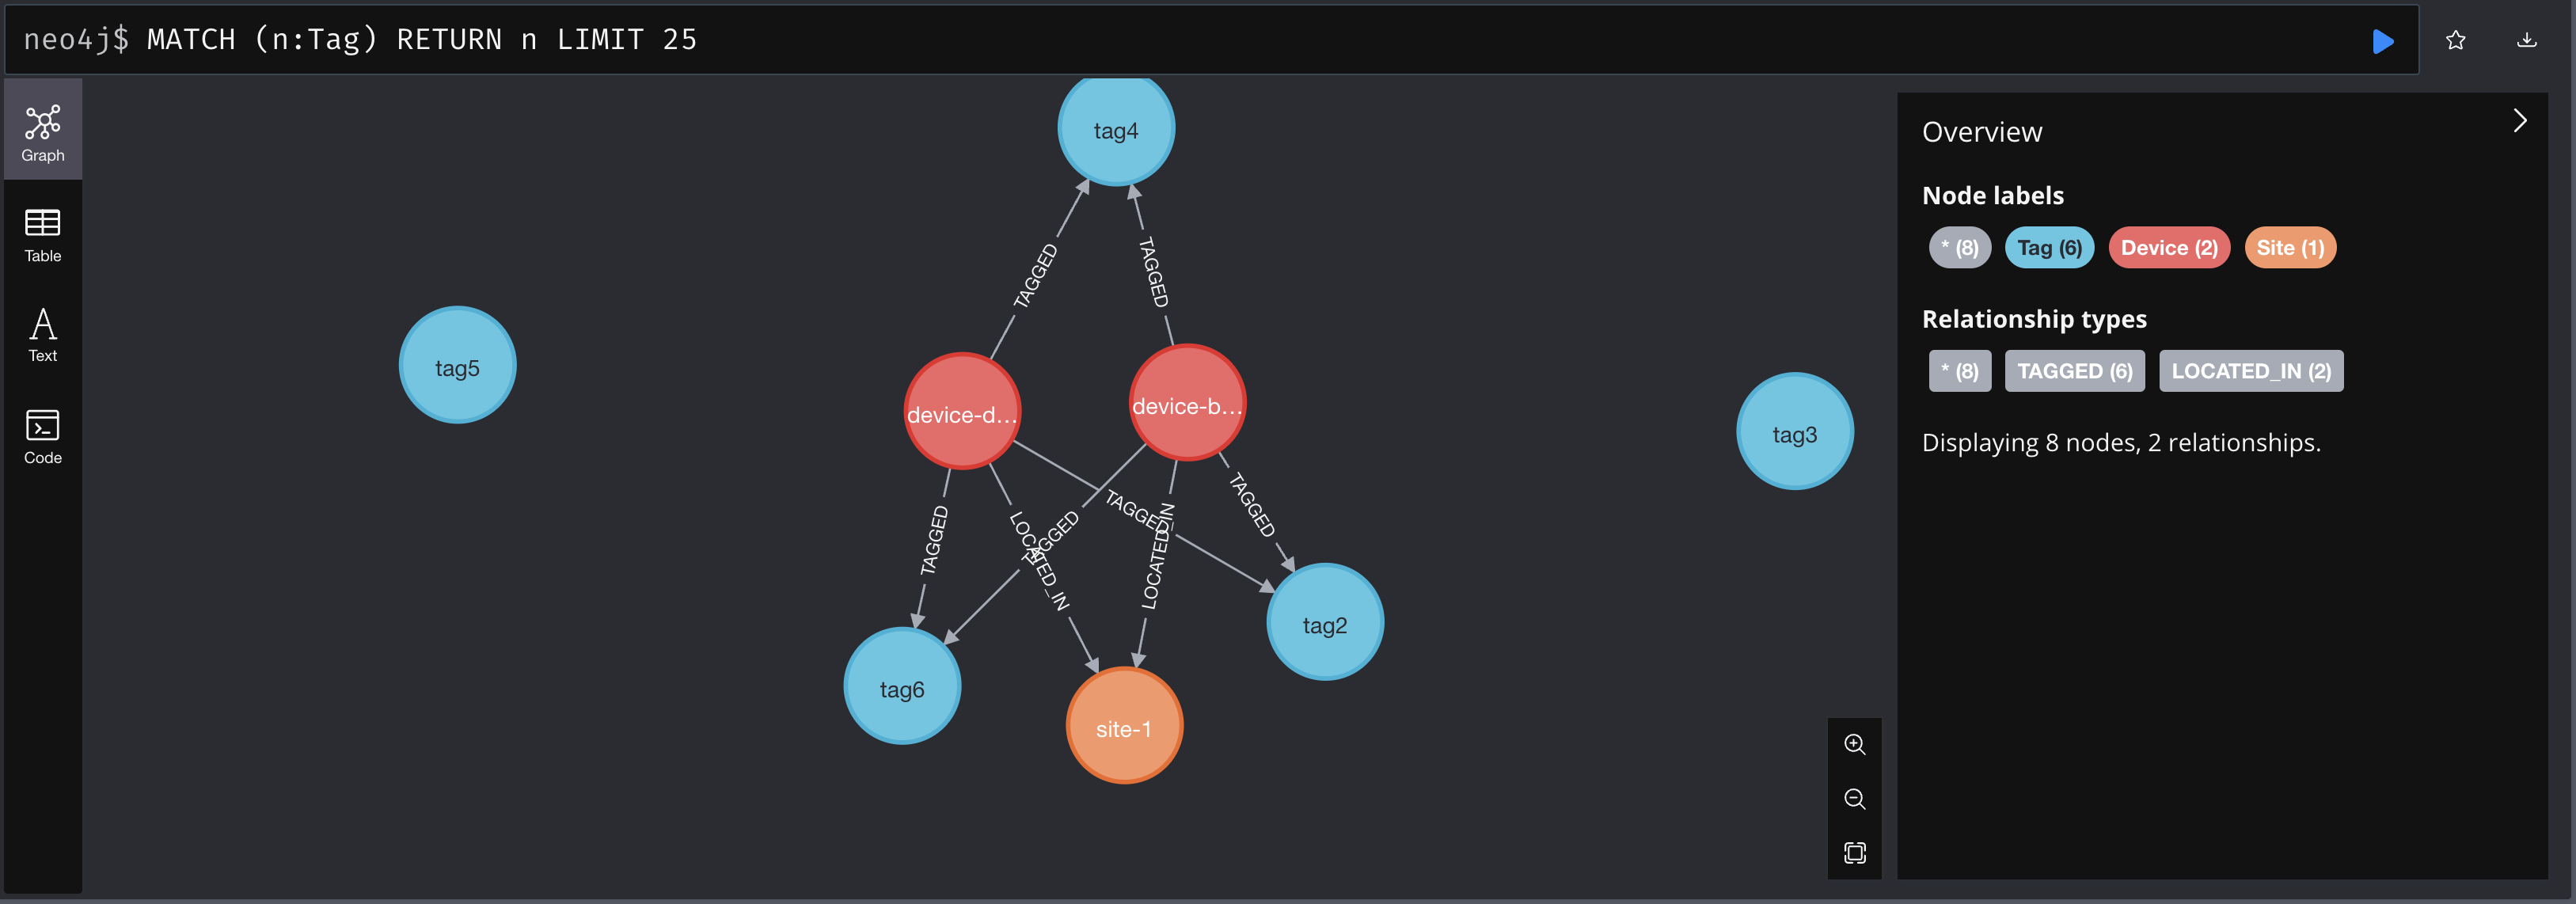 neo4j$ MATCH (n:Tag) RETURN n LIMIT 25
Graph
Table
Text
Code
tag4
TAGGED
TAGGED
tag5
device-d...
device-b...
tag3
TAGGED
LOCATED_IN
TAGGED
TAGGED
LOCATED_IN
TAGGED
tag6
site-1
tag2
Overview
Node labels
* (8) Tag (6) Device (2) Site (1)
Relationship types
* (8) TAGGED (6) LOCATED_IN (2)
Displaying 8 nodes, 2 relationships.